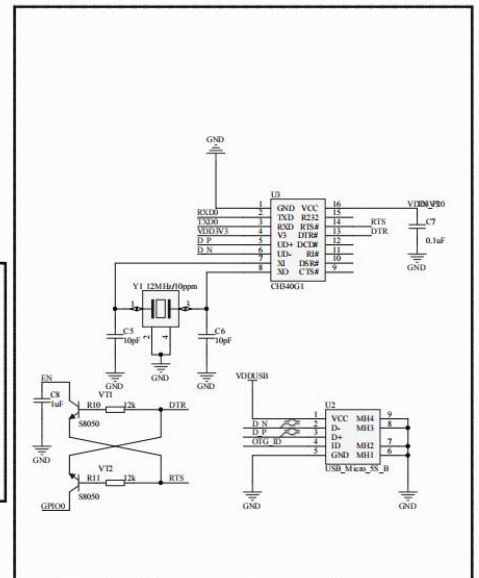 GND
U3
1 GND VCC 16
RXD0 2 TXD R232 15
TXD0 3 RXD RTS# 14 RTS
VDD3V3 4 V3 DTR# 13 DTR
D_P 5 UD+ DCD# 12
D_N 6 UD- RI# 11
7 XI DSR# 10
8 XO CTS# 9
CH340G1
C7
0.1uF
GND
Y1 12MHz/10ppm
1 3
2 4
C5
10pF
C6
10pF
GND
GND
GND
EN
C8
1uF
GND
VT1
R10 12k DTR
S8050
VT2
R11 12k RTS
S8050
GPIO0
VDDUSB
U2
1 VCC MH4 9
D_N 2 D- MH3 8
D_P 3 D+
OTG_ID 4 ID MH2 7
5 GND MH1 6
USB_Micro_5S_B
GND
GND